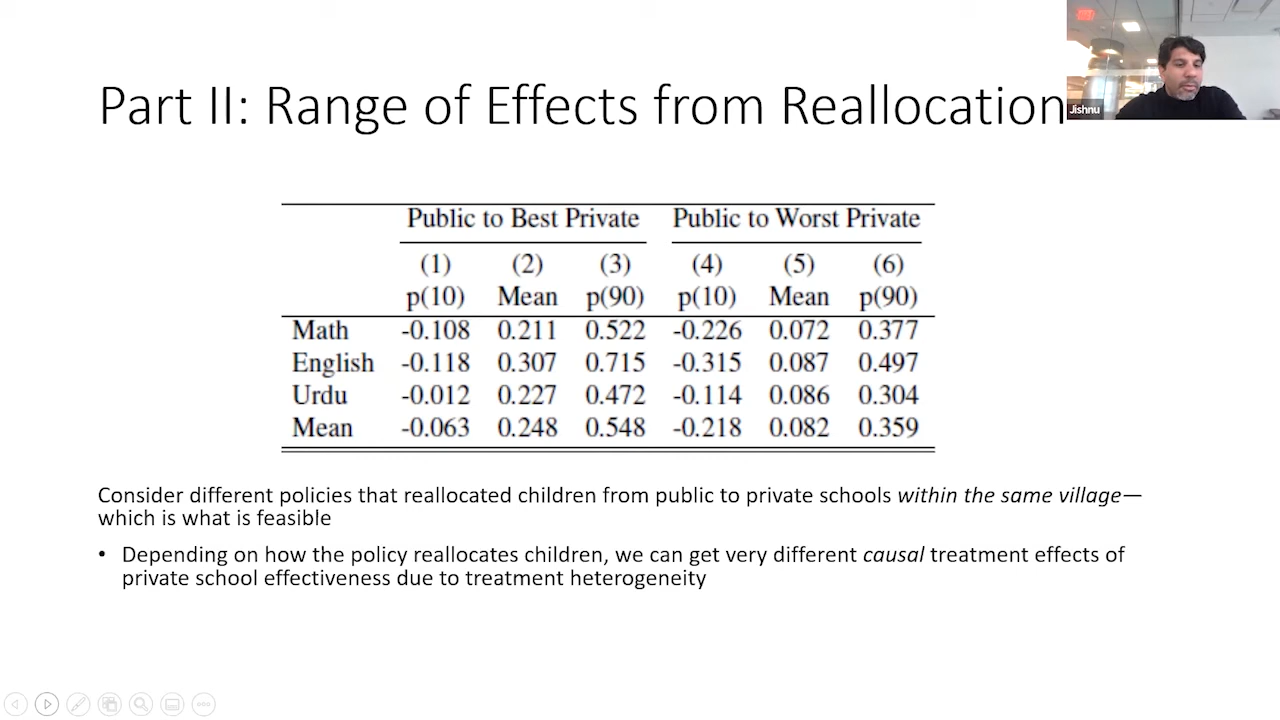 Part II: Range of Effects from Reallocation
Jishnu
Public to Best Private Public to Worst Private
(1) (2) (3) (4) (5) (6)
p(10) Mean p(90) p(10) Mean p(90)
Math -0.108 0.211 0.522 -0.226 0.072 0.377
English -0.118 0.307 0.715 -0.315 0.087 0.497
Urdu -0.012 0.227 0.472 -0.114 0.086 0.304
Mean -0.063 0.248 0.548 -0.218 0.082 0.359
Consider different policies that reallocated children from public to private schools within the same village—
which is what is feasible
• Depending on how the policy reallocates children, we can get very different causal treatment effects of
private school effectiveness due to treatment heterogeneity